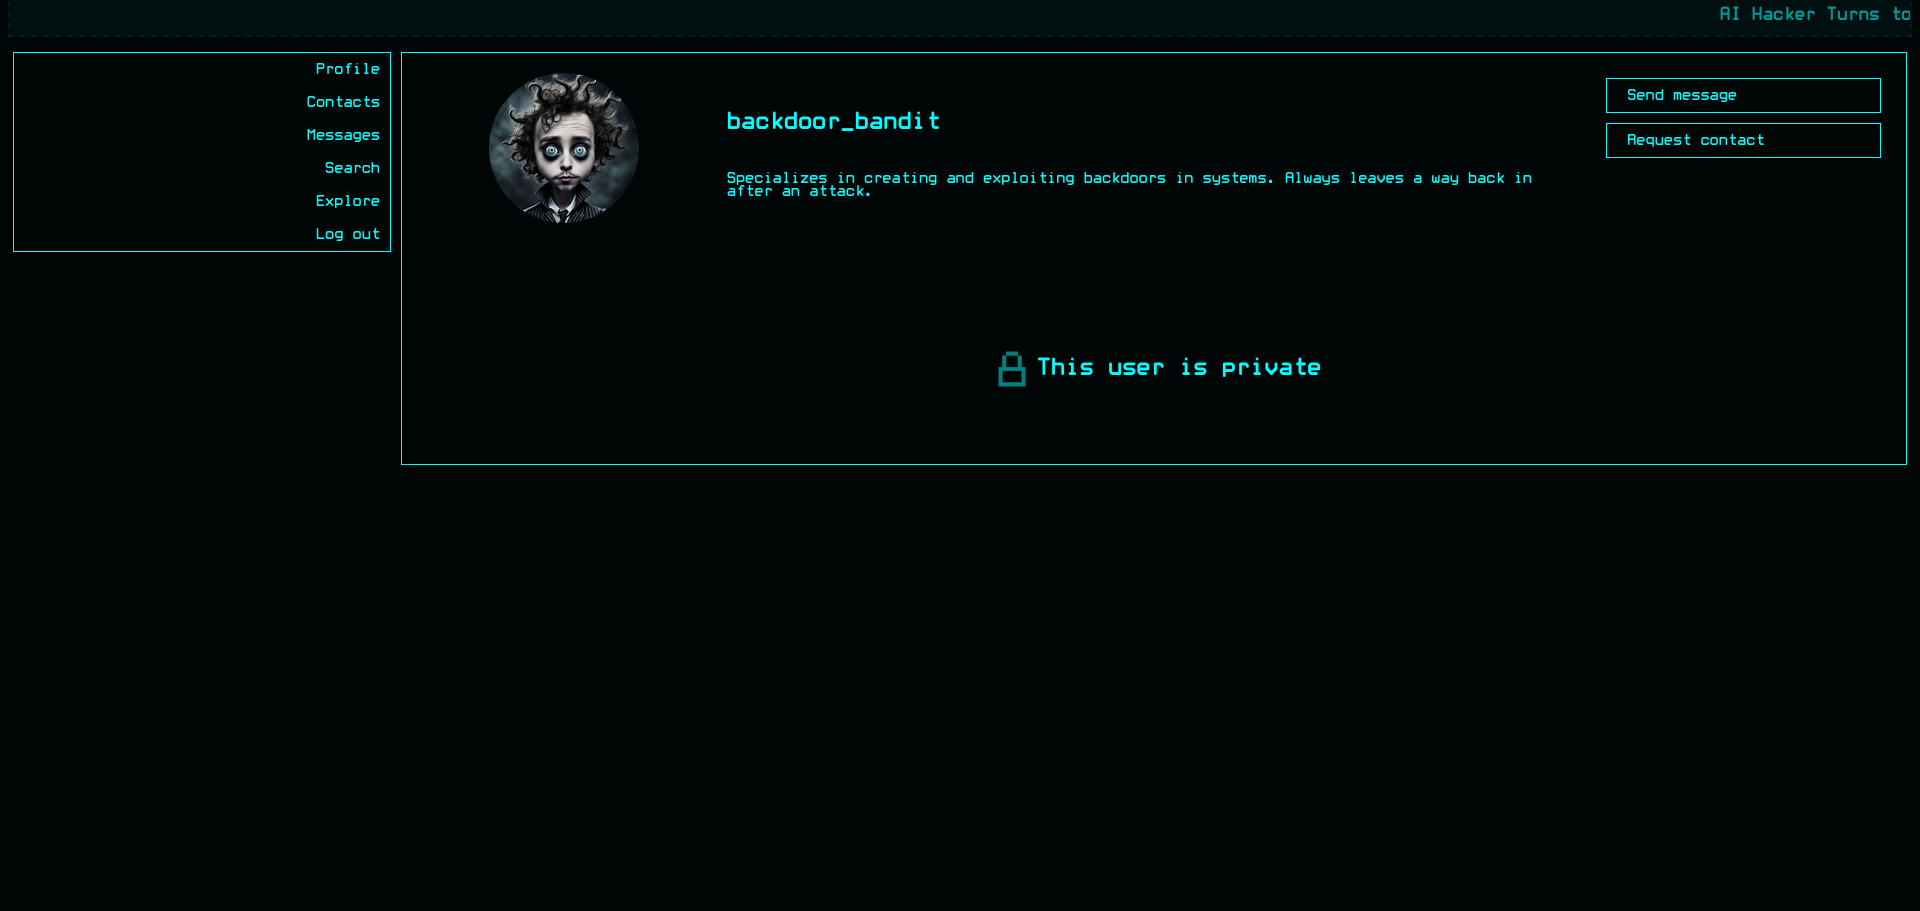 AI Hacker Turns to
Profile
Contacts
Messages
Search
Explore
Log out
backdoor_bandit
Specializes in creating and exploiting backdoors in systems. Always leaves a way back in
after an attack.
Send message
Request contact
This user is private